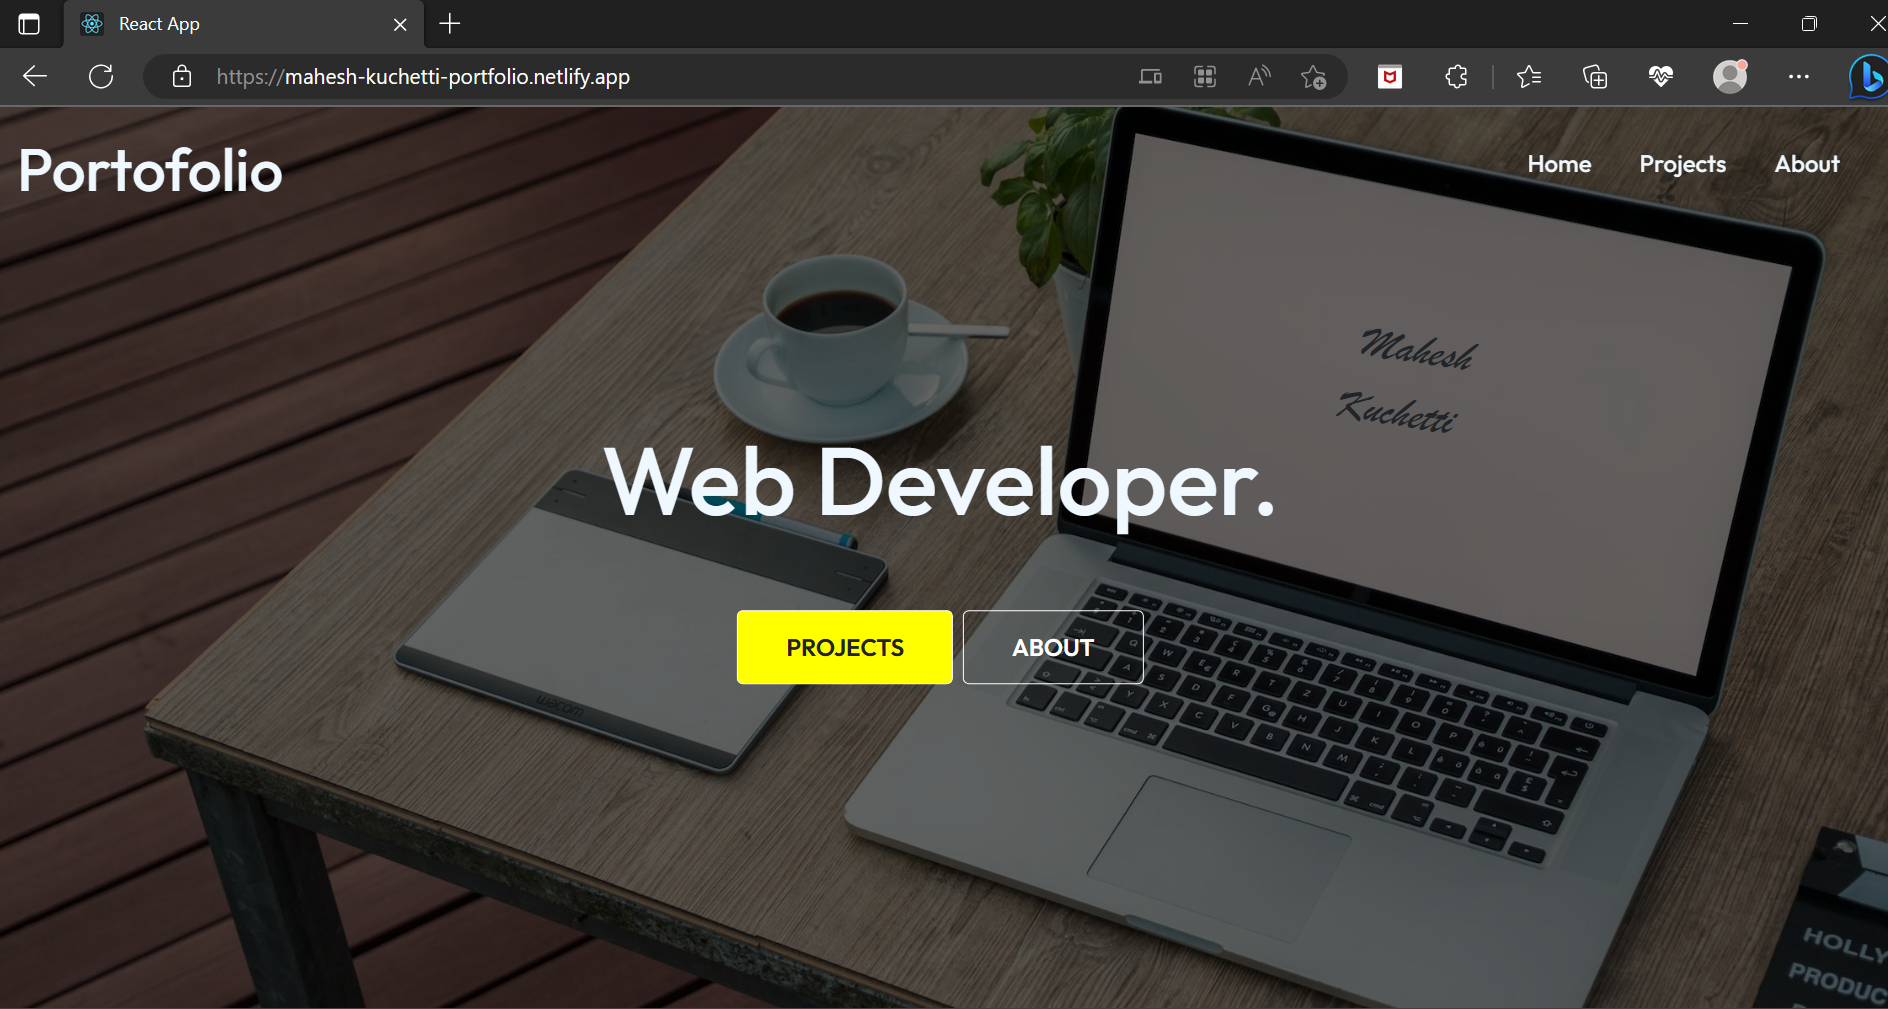 React App
https://mahesh-kuchetti-portfolio.netlify.app
Portofolio
Home Projects About
Mahesh
Kuchetti
Web Developer.
PROJECTS ABOUT
wacom
HOLLY
PRODUC